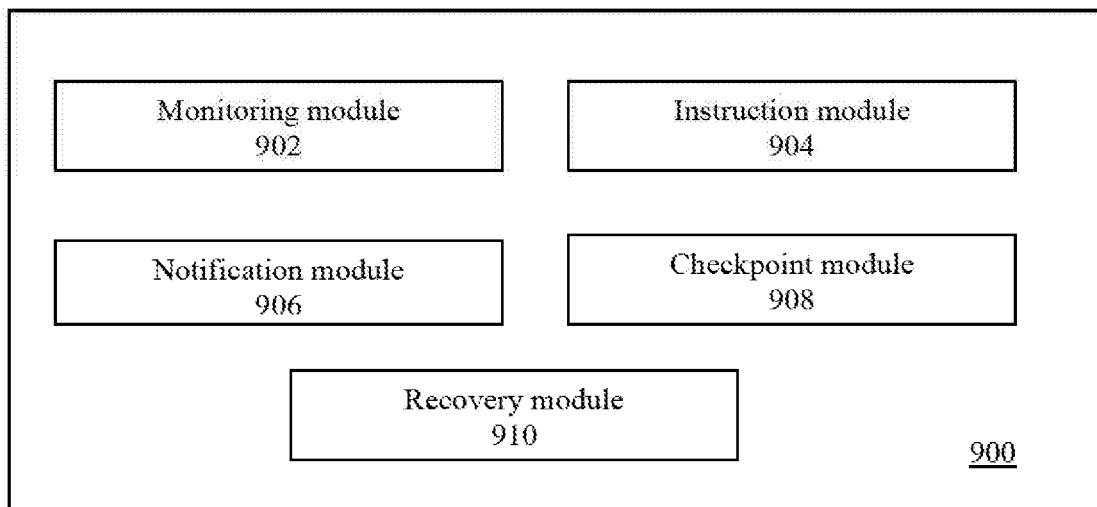 Monitoring module
902
Instruction module
904
Notification module
906
Checkpoint module
908
Recovery module
910
900